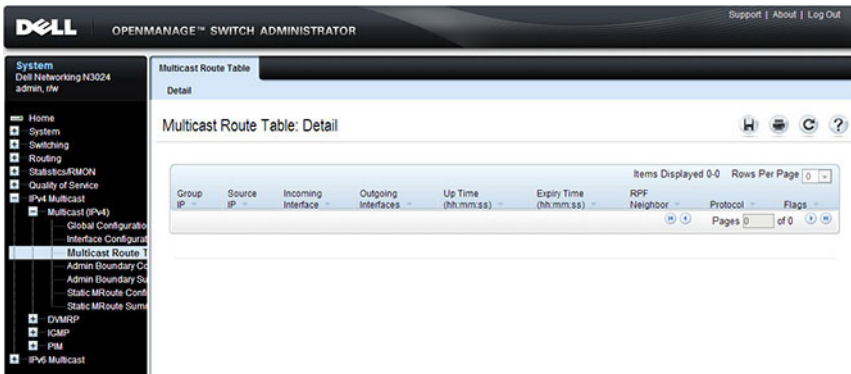 Support | About | Log Out
DELL OPENMANAGE™ SWITCH ADMINISTRATOR
System
Dell Networking N3024
admin, r/w
Home
System
Switching
Routing
Statistics/RMON
Quality of Service
IPv4 Multicast
Multicast (IPv4)
Global Configuratio
Interface Configurat
Multicast Route T
Admin Boundary Co
Admin Boundary Su
Static MRoute Confi
Static MRoute Summ
DVMRP
IGMP
PIM
IPv6 Multicast
Multicast Route Table
Detail
Multicast Route Table: Detail
Items Displayed 0-0 Rows Per Page 0
Group IP Source IP Incoming Interface Outgoing Interfaces Up Time (hh:mm:ss) Expiry Time (hh:mm:ss) RPF Neighbor Protocol Flags
Pages 0 of 0